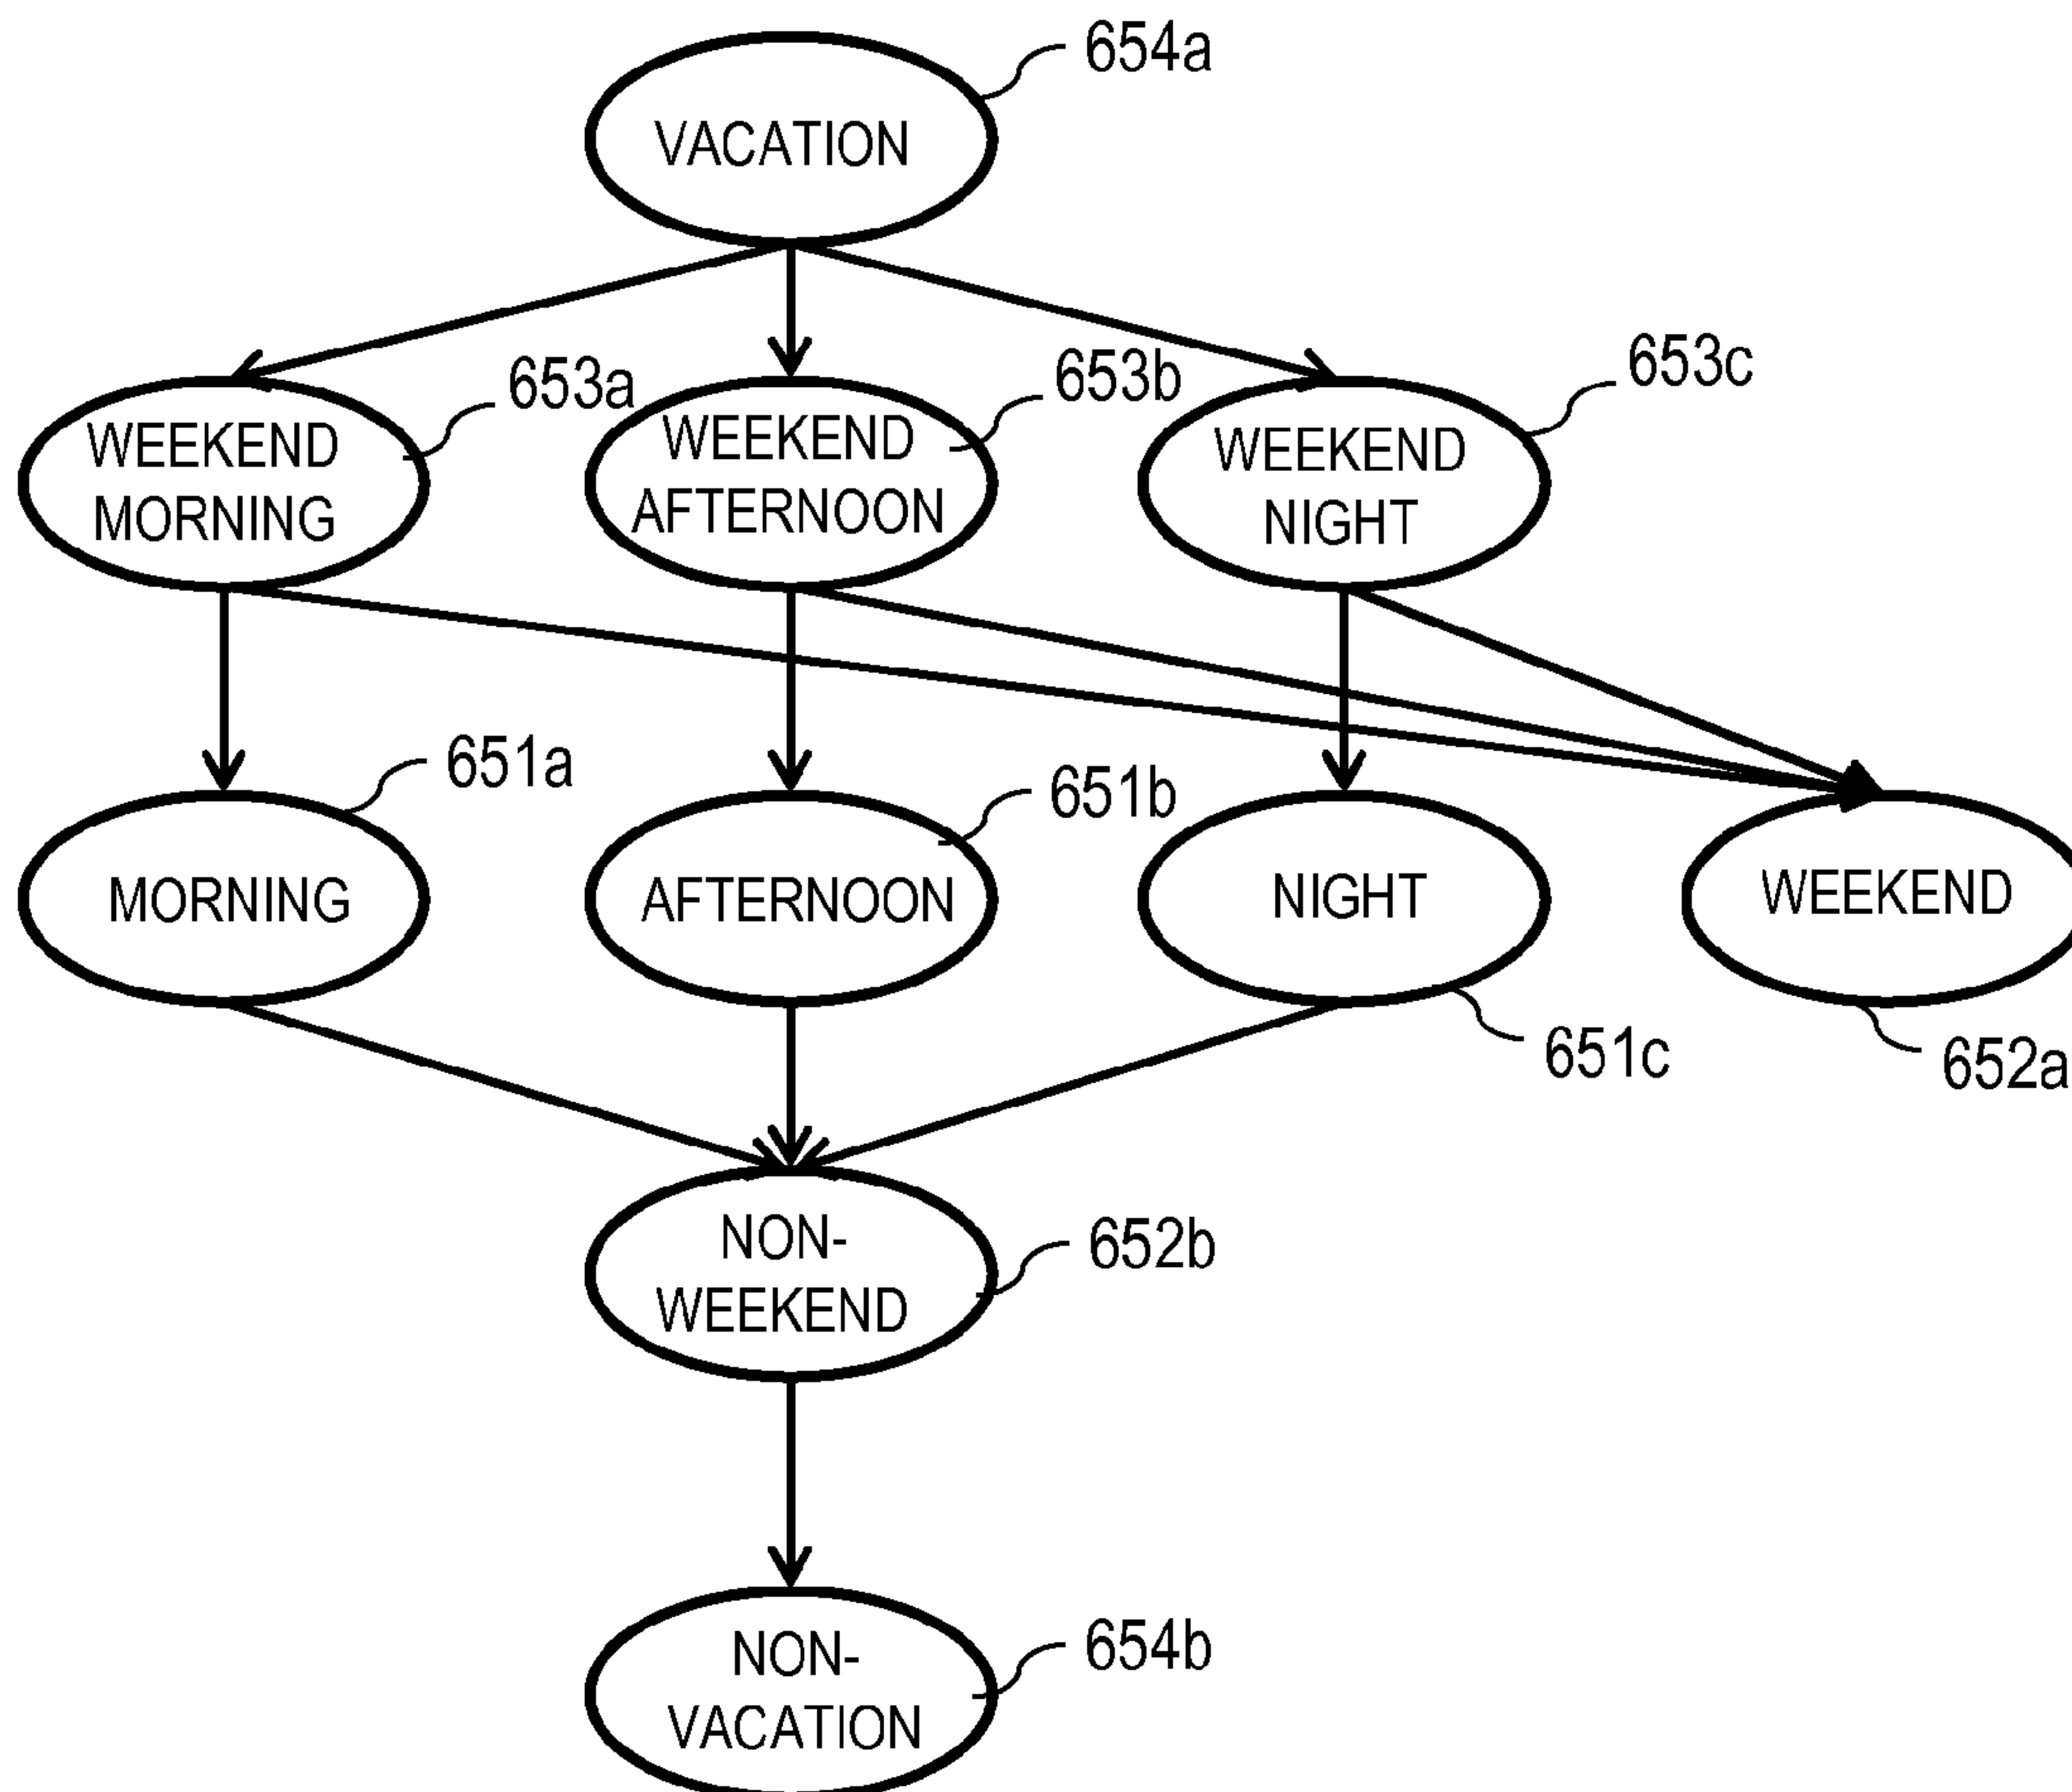 654a
VACATION
653a
653b
653c
WEEKEND
MORNING
WEEKEND
AFTERNOON
WEEKEND
NIGHT
651a
651b
MORNING
AFTERNOON
NIGHT
WEEKEND
651c
652a
NON-
WEEKEND
652b
NON-
VACATION
654b